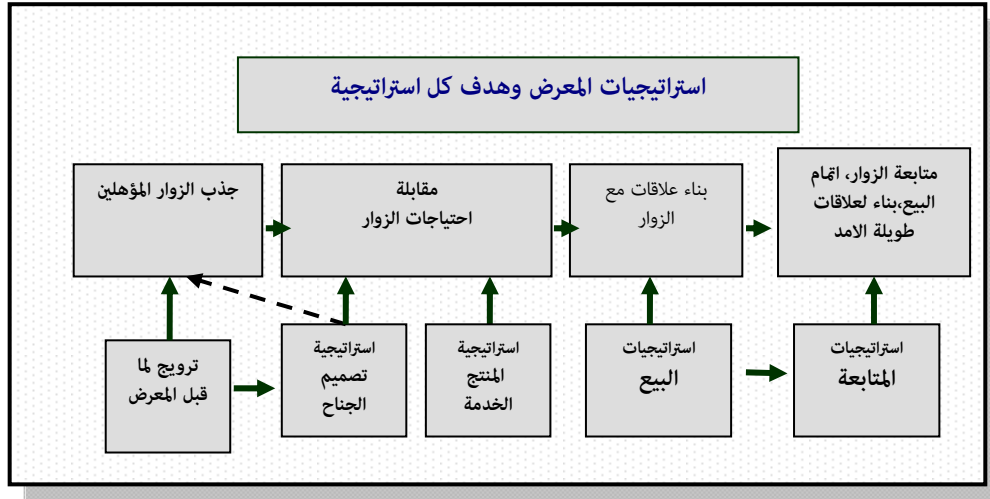 استراتيجيات المعرض وهدف كل استراتيجية
جذب الزوار المؤهلين
مقابلة
احتياجات الزوار
بناء علاقات مع
الزوار
متابعة الزوار، اتمام
البيع،بناء لعلاقات
طويلة الامد
ترويج لما
قبل المعرض
استراتيجية
تصميم
الجناح
استراتيجية
المنتج
الخدمة
استراتيجيات
البيع
استراتيجيات
المتابعة